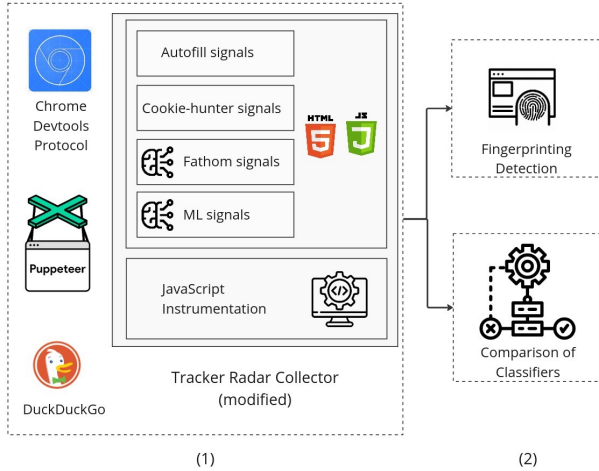 Chrome
Devtools
Protocol
Puppeteer
DuckDuckGo
Autofill signals
Cookie-hunter signals
Fathom signals
ML signals
HTML
5
JS
J
JavaScript
Instrumentation
</>
Tracker Radar Collector
(modified)
Fingerprinting
Detection
Comparison of
Classifiers
(1)
(2)